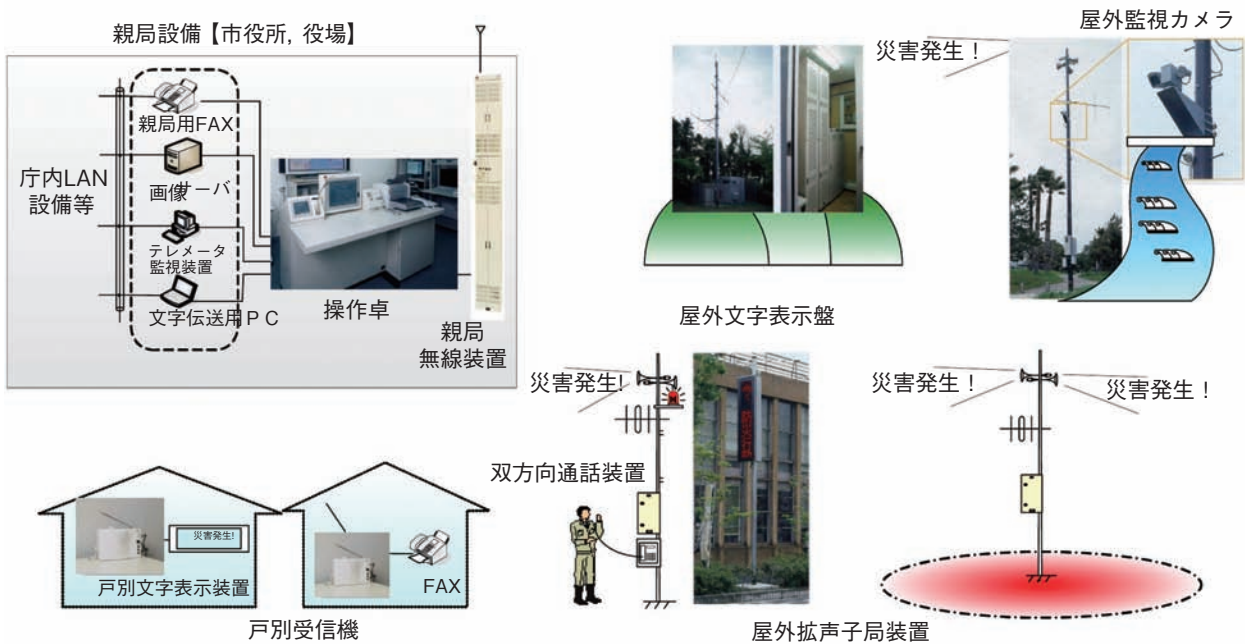 親局設備【市役所，役場】
親局用FAX
画像サーバ
庁内LAN
設備等
テレメータ
監視装置
文字伝送用ＰＣ
操作卓
親局
無線装置
屋外監視カメラ
災害発生！
屋外文字表示盤
災害発生!
双方向通話装置
災害発生！
災害発生！
災害発生!
戸別文字表示装置
FAX
戸別受信機
屋外拡声子局装置